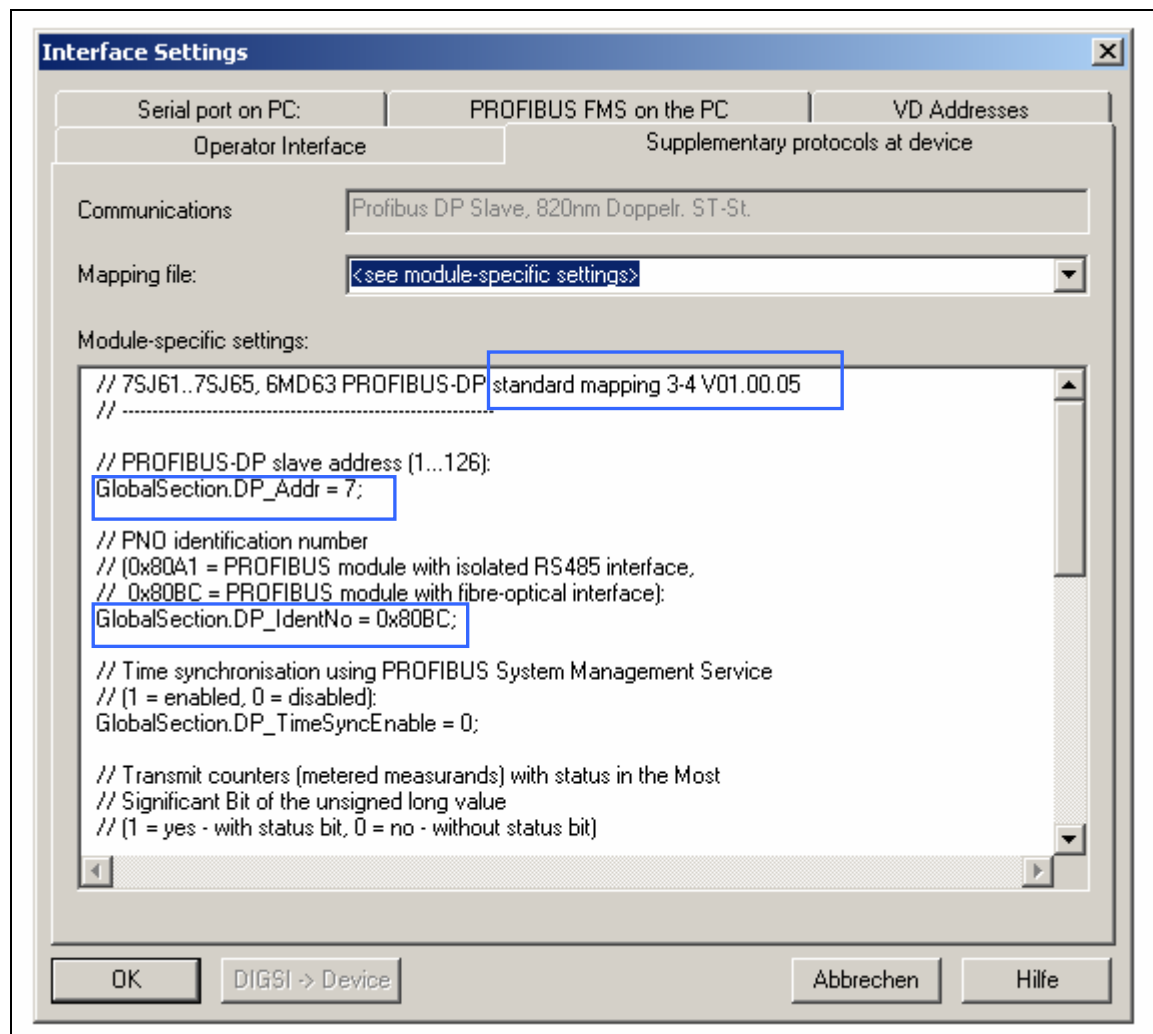 Interface Settings
Serial port on PC:
PROFIBUS FMS on the PC
VD Addresses
Operator Interface
Supplementary protocols at device
Communications
Profibus DP Slave, 820nm Doppelr. ST-St.
Mapping file:
<see module-specific settings>
Module-specific settings:
// 7SJ61..7SJ65, 6MD63 PROFIBUS-DP standard mapping 3-4 V01.00.05
// ------------------------------------------------------------
// PROFIBUS-DP slave address (1...126):
GlobalSection.DP_Addr = 7;
// PNO identification number
// (0x80A1 = PROFIBUS module with isolated RS485 interface,
//  0x80BC = PROFIBUS module with fibre-optical interface):
GlobalSection.DP_IdentNo = 0x80BC;
// Time synchronisation using PROFIBUS System Management Service
// (1 = enabled, 0 = disabled):
GlobalSection.DP_TimeSyncEnable = 0;
// Transmit counters (metered measurands) with status in the Most
// Significant Bit of the unsigned long value
// (1 = yes - with status bit, 0 = no - without status bit)
OK
DIGSI -> Device
Abbrechen
Hilfe